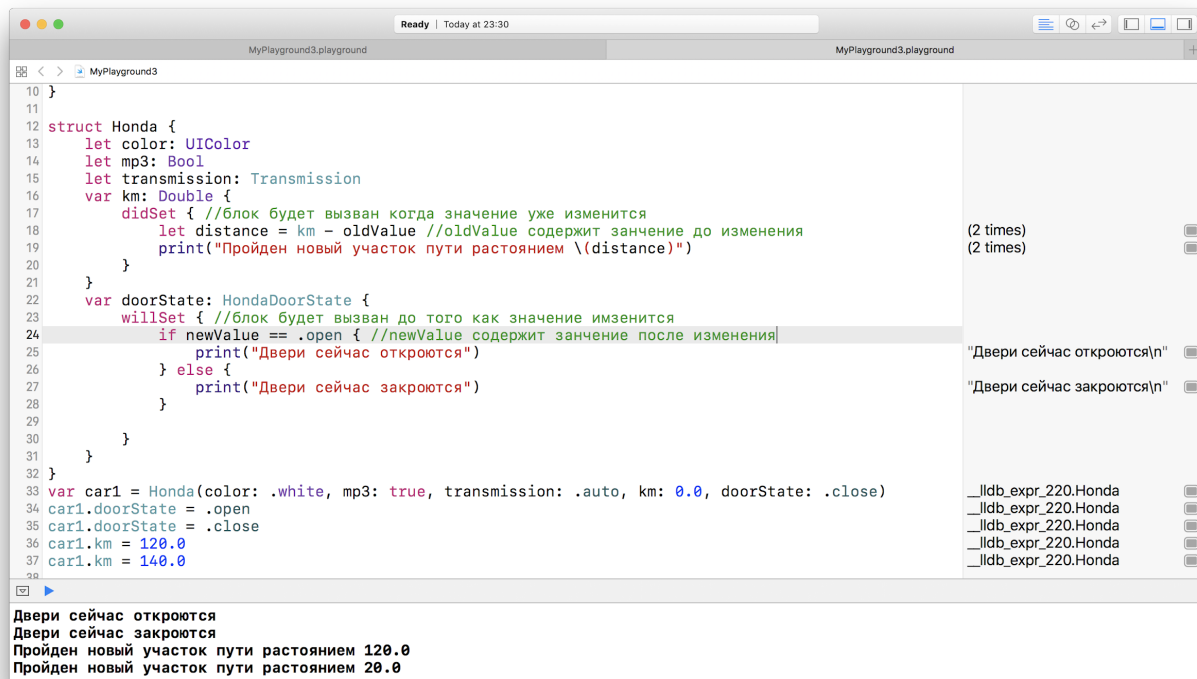 Ready | Today at 23:30
MyPlayground3.playground MyPlayground3.playground
MyPlayground3
10 }
11
12 struct Honda {
13 let color: UIColor
14 let mp3: Bool
15 let transmission: Transmission
16 var km: Double {
17 didSet { //блок будет вызван когда значение уже изменится
18 let distance = km - oldValue //oldValue содержит занчение до изменения (2 times)
19 print("Пройден новый участок пути растоянием \(distance)") (2 times)
20 }
21 }
22 var doorState: HondaDoorState {
23 willSet { //блок будет вызван до того как значение имзенится
24 if newValue == .open { //newValue содержит занчение после изменения
25 print("Двери сейчас откроются") "Двери сейчас откроются\n"
26 } else {
27 print("Двери сейчас закроются") "Двери сейчас закроются\n"
28 }
29
30 }
31 }
32 }
33 var car1 = Honda(color: .white, mp3: true, transmission: .auto, km: 0.0, doorState: .close) __lldb_expr_220.Honda
34 car1.doorState = .open __lldb_expr_220.Honda
35 car1.doorState = .close __lldb_expr_220.Honda
36 car1.km = 120.0 __lldb_expr_220.Honda
37 car1.km = 140.0 __lldb_expr_220.Honda
38
Двери сейчас откроются
Двери сейчас закроются
Пройден новый участок пути растоянием 120.0
Пройден новый участок пути растоянием 20.0